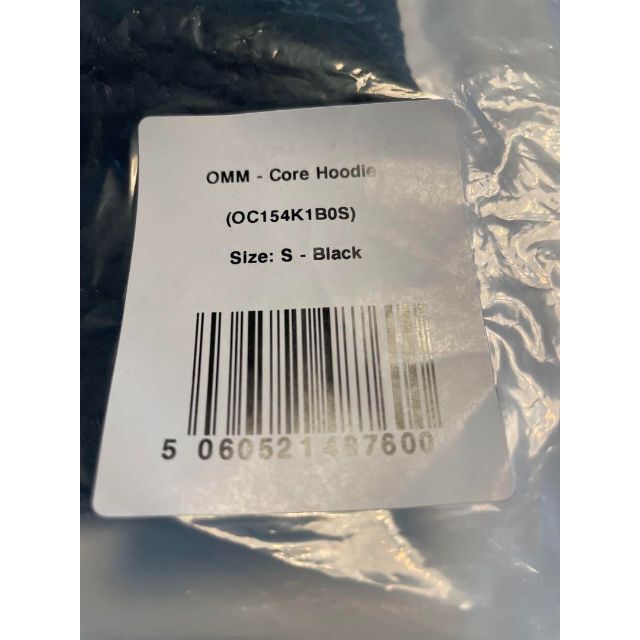 OMM - Core Hoodie
(OC154K1B0S)
Size: S - Black
5 060521 487600